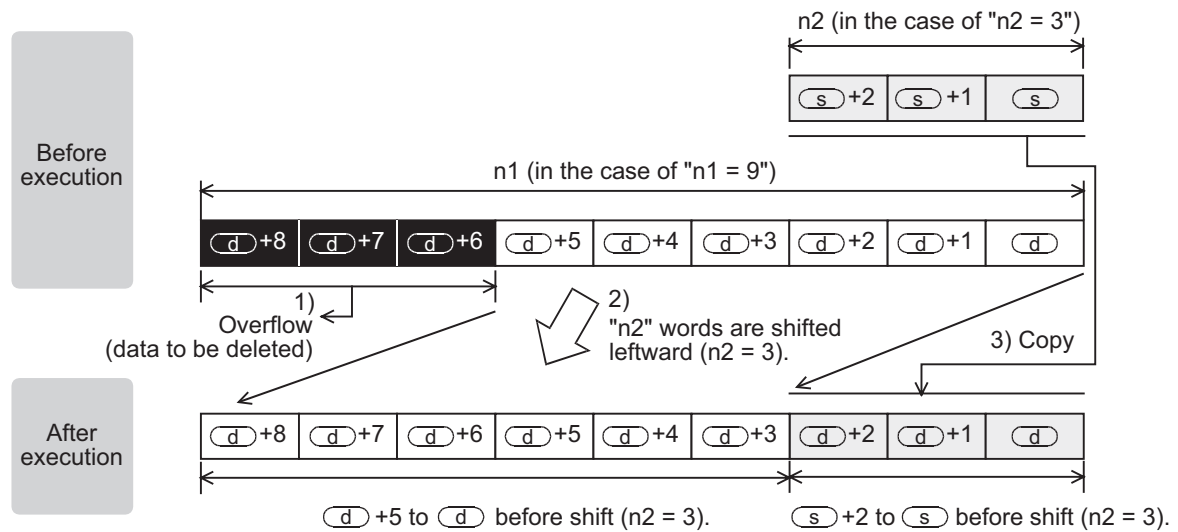 n2 (in the case of "n2 = 3")
s +2 s +1 s
Before
execution
n1 (in the case of "n1 = 9")
d +8 d +7 d +6 d +5 d +4 d +3 d +2 d +1 d
1)
Overflow
(data to be deleted)
2)
"n2" words are shifted
leftward (n2 = 3).
3) Copy
After
execution
d +8 d +7 d +6 d +5 d +4 d +3 d +2 d +1 d
d +5 to d before shift (n2 = 3).
s +2 to s before shift (n2 = 3).